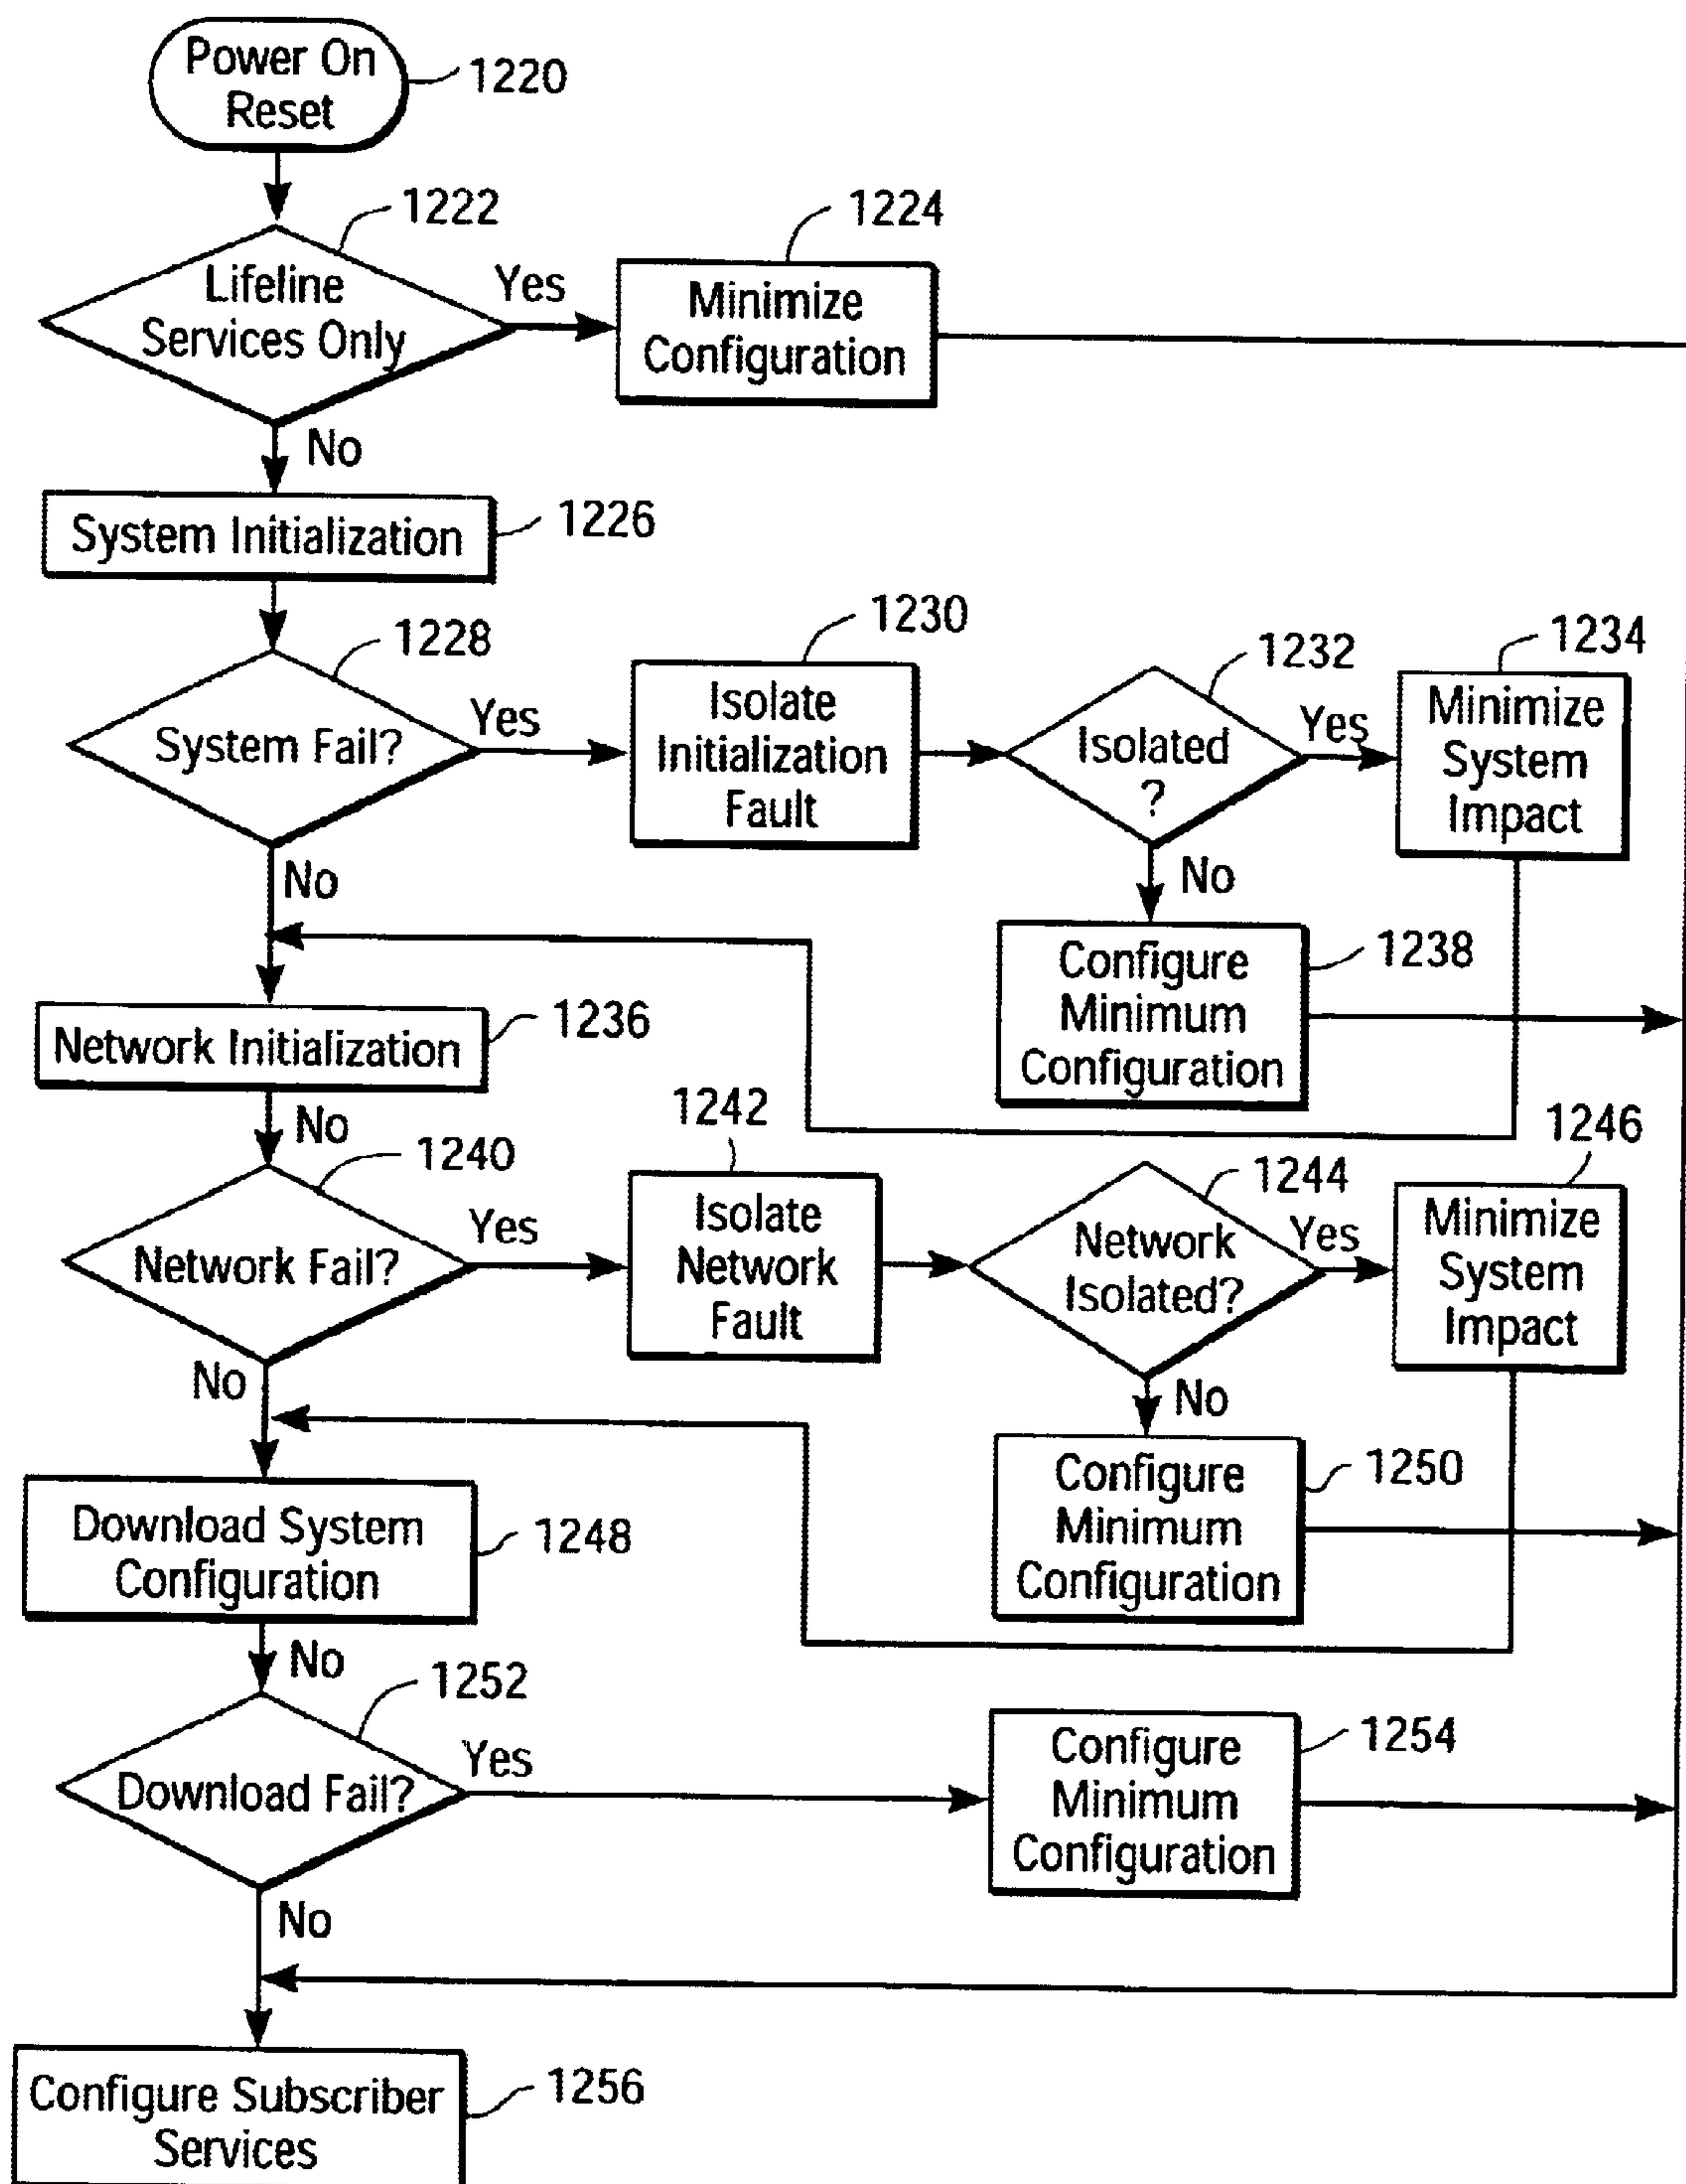 Power On
Reset
1220
1222
Lifeline
Services Only
Yes
1224
Minimize
Configuration
No
System Initialization
1226
1228
System Fail?
Yes
1230
Isolate
Initialization
Fault
1232
Isolated
?
Yes
1234
Minimize
System
Impact
No
No
Configure
Minimum
Configuration
1238
Network Initialization
1236
No
1240
Network Fail?
Yes
1242
Isolate
Network
Fault
1244
Network
Isolated?
Yes
1246
Minimize
System
Impact
No
No
Configure
Minimum
Configuration
1250
Download System
Configuration
1248
No
1252
Download Fail?
Yes
Configure
Minimum
Configuration
1254
No
Configure Subscriber
Services
1256